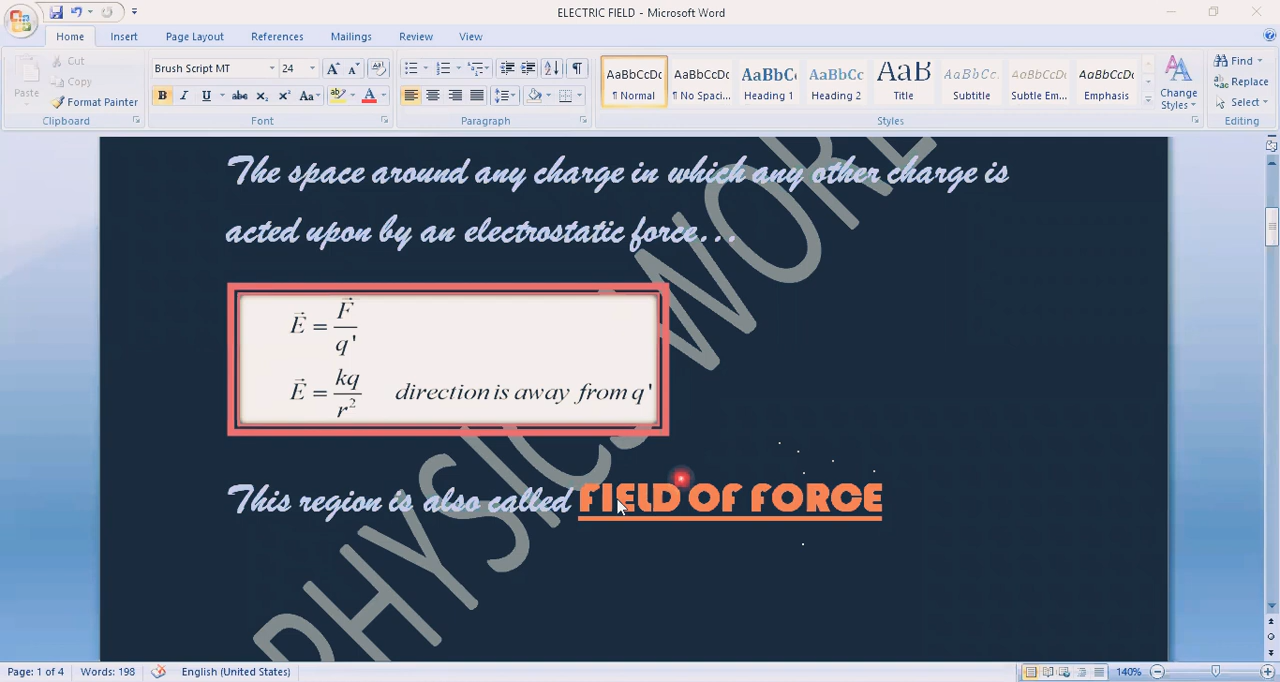 ELECTRIC FIELD - Microsoft Word
Home Insert Page Layout References Mailings Review View
Paste Cut Copy Format Painter
Brush Script MT 24
AaBbCcDc AaBbCcDc AaBbC AaBbCc AaB AaBbCc. AaBbCcDc AaBbCcDc
¶ Normal ¶ No Spaci... Heading 1 Heading 2 Title Subtitle Subtle Em... Emphasis
Change Styles
Find Replace Select
Clipboard Font Paragraph Styles Editing
The space around any charge in which any other charge is
acted upon by an electrostatic force...
E⃗ = F⃗ / q'
E⃗ = kq / r² direction is away from q'
This region is also called FIELD OF FORCE
PHYSICS WORL
Page: 1 of 4 Words: 198 English (United States) 140%